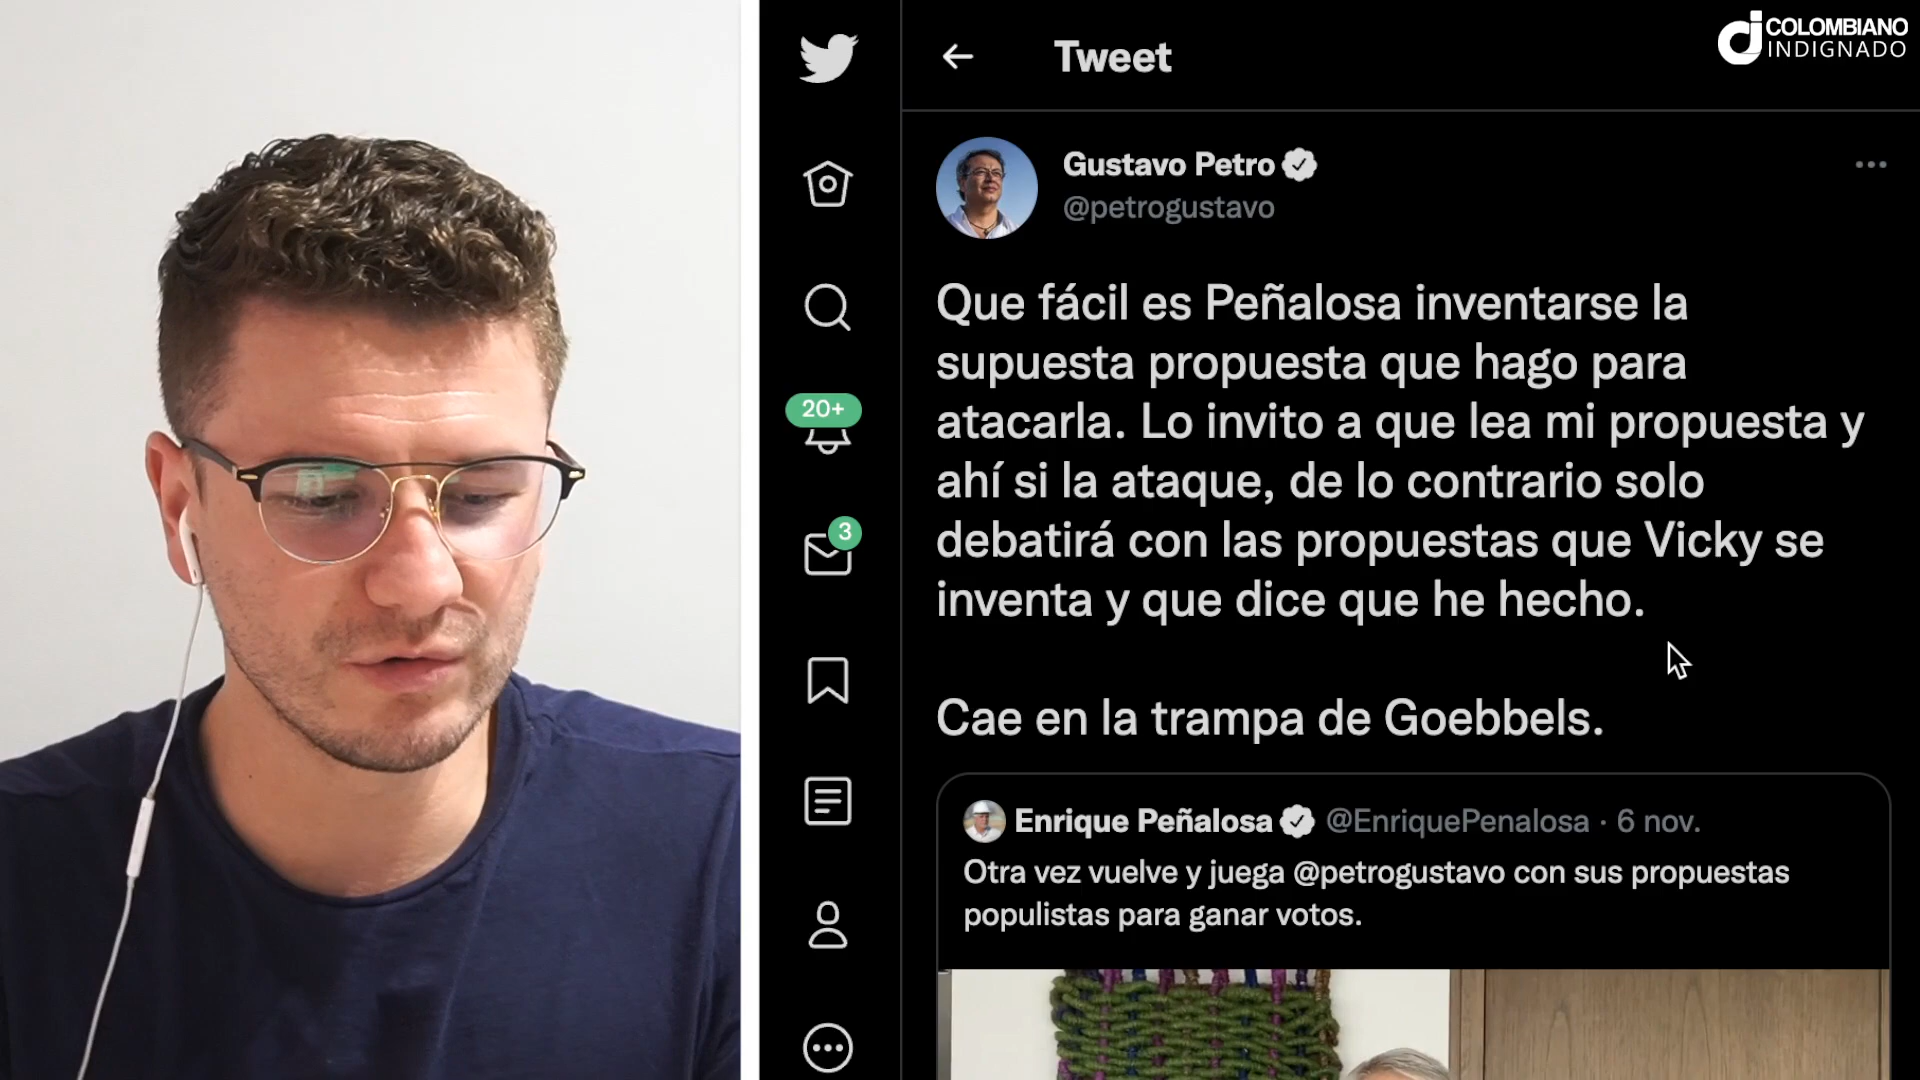 COLOMBIANO
INDIGNADO
Tweet
Gustavo Petro
@petrogustavo
Que fácil es Peñalosa inventarse la
supuesta propuesta que hago para
atacarla. Lo invito a que lea mi propuesta y
ahí si la ataque, de lo contrario solo
debatirá con las propuestas que Vicky se
inventa y que dice que he hecho.
Cae en la trampa de Goebbels.
Enrique Peñalosa @EnriquePenalosa · 6 nov.
Otra vez vuelve y juega @petrogustavo con sus propuestas
populistas para ganar votos.
20+
3